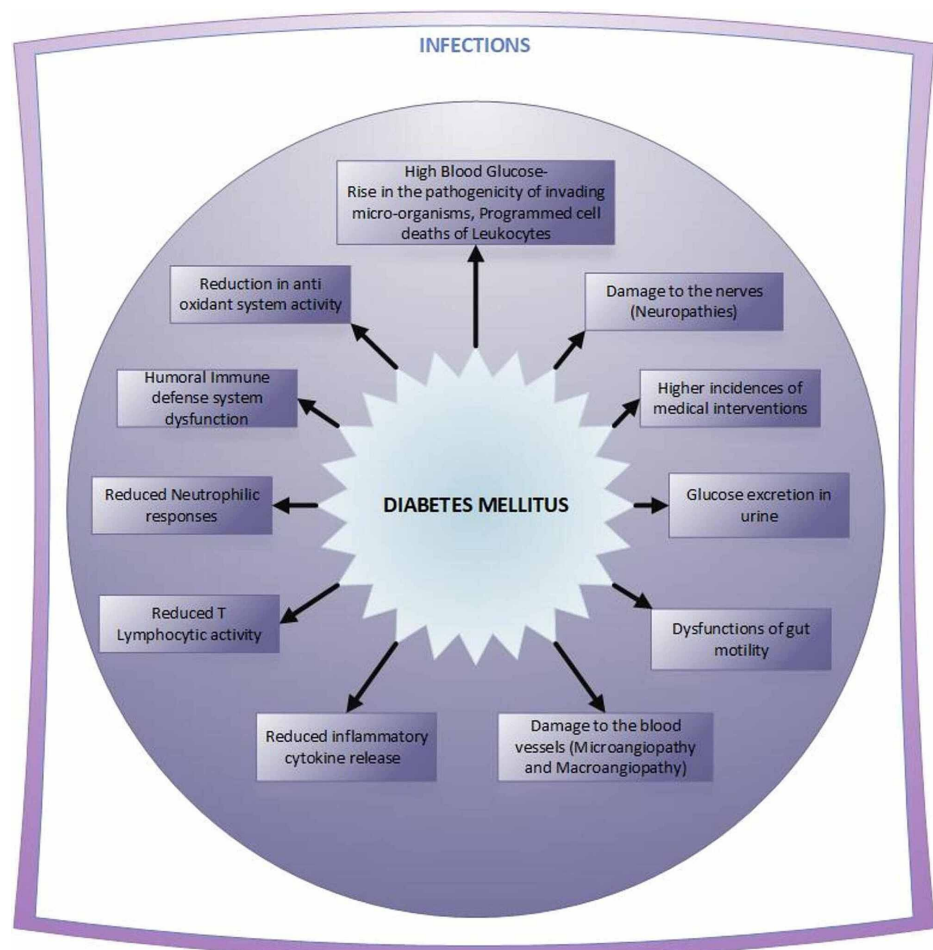 INFECTIONS
High Blood Glucose-
Rise in the pathogenicity of invading
micro-organisms, Programmed cell
deaths of Leukocytes
Reduction in anti
oxidant system activity
Damage to the nerves
(Neuropathies)
Humoral Immune
defense system
dysfunction
Higher incidences of
medical interventions
Reduced Neutrophilic
responses
DIABETES MELLITUS
Glucose excretion in
urine
Reduced T
Lymphocytic activity
Dysfunctions of gut
motility
Reduced inflammatory
cytokine release
Damage to the blood
vessels (Microangiopathy
and Macroangiopathy)